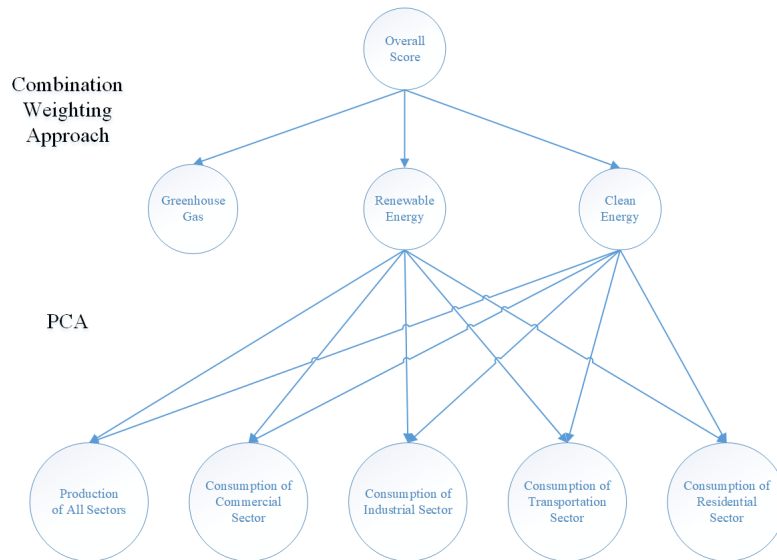 Overall
Score
Combination
Weighting
Approach
Greenhouse
Gas
Renewable
Energy
Clean
Energy
PCA
Production
of All Sectors
Consumption of
Commercial
Sector
Consumption of
Industrial Sector
Consumption of
Transportation
Sector
Consumption of
Residential
Sector